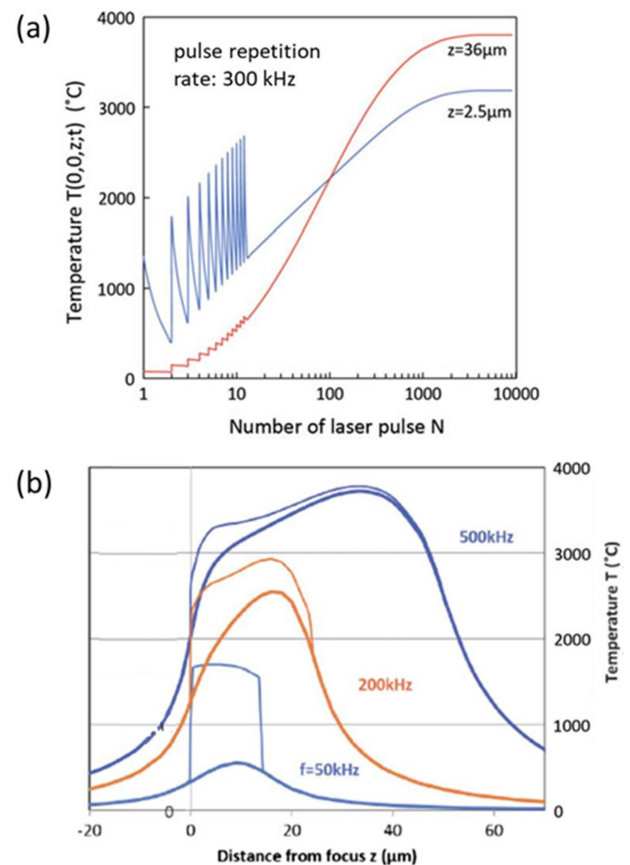 (a)
Temperature T(0,0,z;t) (˚C)
4000
3000
2000
1000
0
pulse repetition
rate: 300 kHz
z=36μm
z=2.5μm
1
10
100
1000
10000
Number of laser pulse N
(b)
4000
3000
2000
1000
0
Temperature T (˚C)
500kHz
200kHz
f=50kHz
0
-20
0
20
40
60
Distance from focus z (μm)